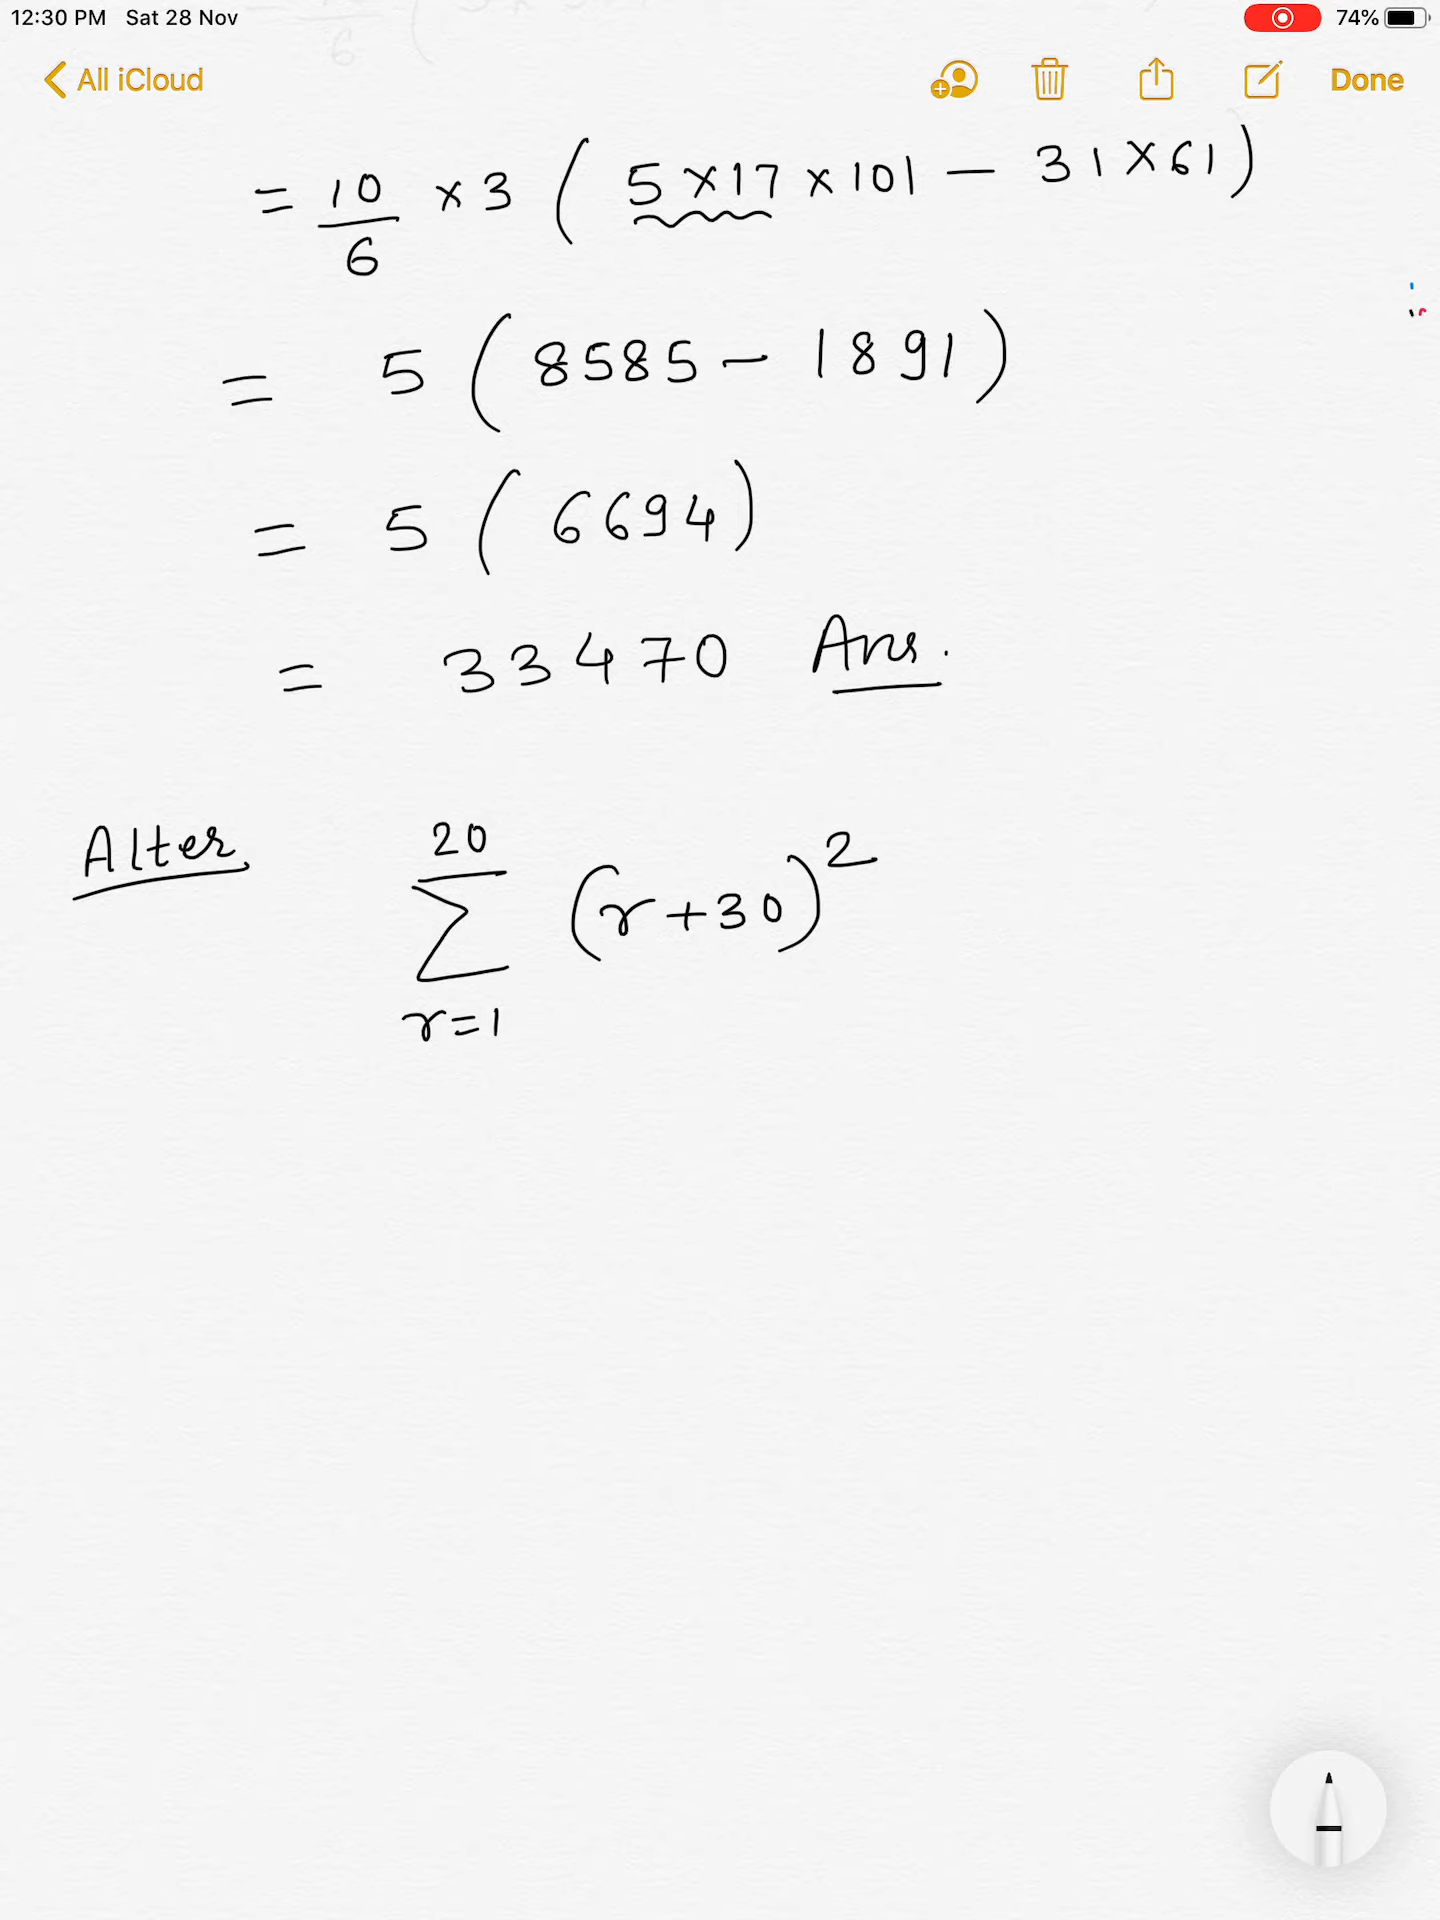 12:30 PM Sat 28 Nov 74%
All iCloud Done
= 10/6 × 3 ( 5 × 17 × 101 − 31 × 61 )
= 5 ( 8585 − 1891 )
= 5 ( 6694 )
= 33470 Ans.
Alter
20
∑ (r+30)²
r=1